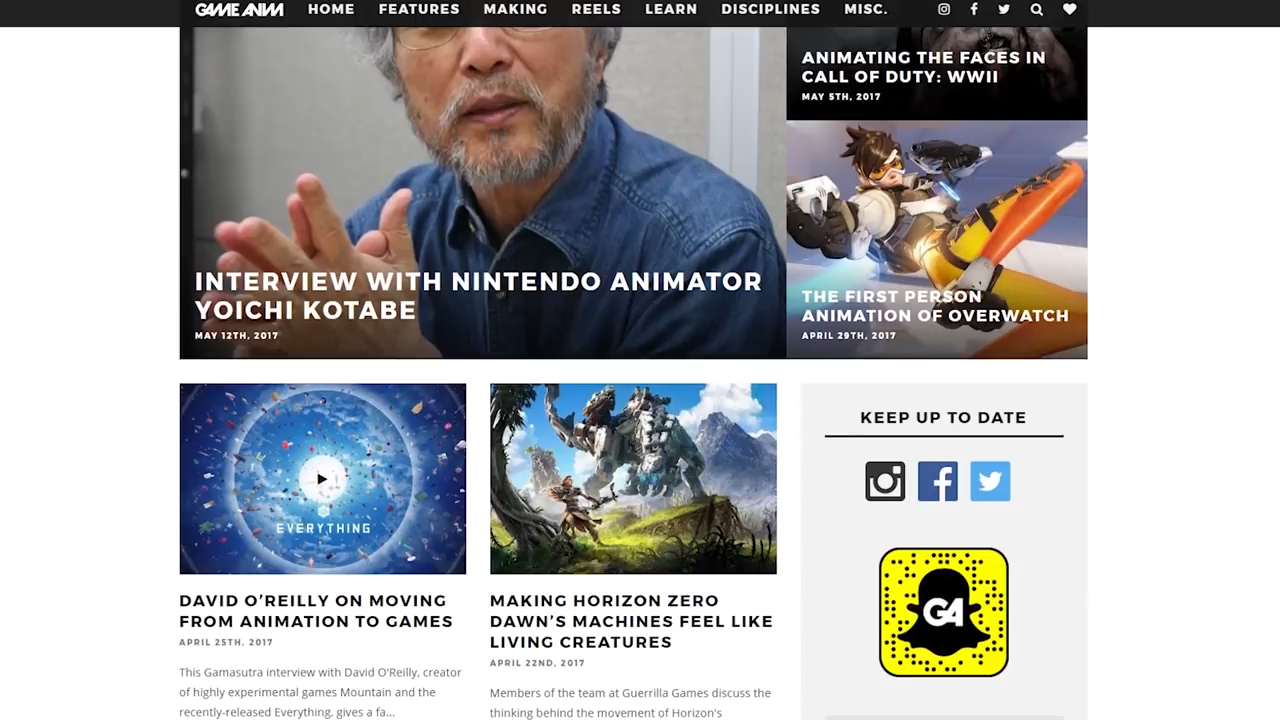 GAME ANIM HOME FEATURES MAKING REELS LEARN DISCIPLINES MISC.
INTERVIEW WITH NINTENDO ANIMATOR
YOICHI KOTABE
MAY 12TH, 2017
ANIMATING THE FACES IN
CALL OF DUTY: WWII
MAY 5TH, 2017
THE FIRST PERSON
ANIMATION OF OVERWATCH
APRIL 29TH, 2017
EVERYTHING
DAVID O'REILLY ON MOVING
FROM ANIMATION TO GAMES
APRIL 25TH, 2017
This Gamasutra interview with David O'Reilly, creator
of highly experimental games Mountain and the
recently-released Everything, gives a fa...
MAKING HORIZON ZERO
DAWN'S MACHINES FEEL LIKE
LIVING CREATURES
APRIL 22ND, 2017
Members of the team at Guerrilla Games discuss the
thinking behind the movement of Horizon's
KEEP UP TO DATE
GA